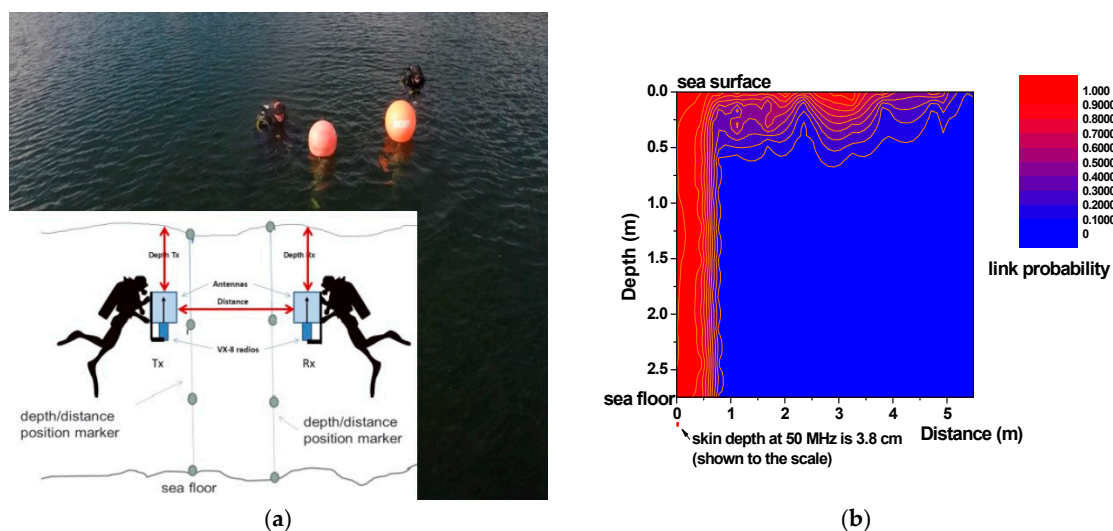 Depth Tx
Depth Rx
Antennas
Distance
VX-8 radios
Tx
Rx
depth/distance
position marker
depth/distance
position marker
sea floor
(a)
sea surface
0.0
0.5
1.0
1.5
2.0
2.5
Depth (m)
sea floor
0 1 2 3 4 5
Distance (m)
skin depth at 50 MHz is 3.8 cm
(shown to the scale)
1.000
0.9000
0.8000
0.7000
0.6000
0.5000
0.4000
0.3000
0.2000
0.1000
0
link probability
(b)